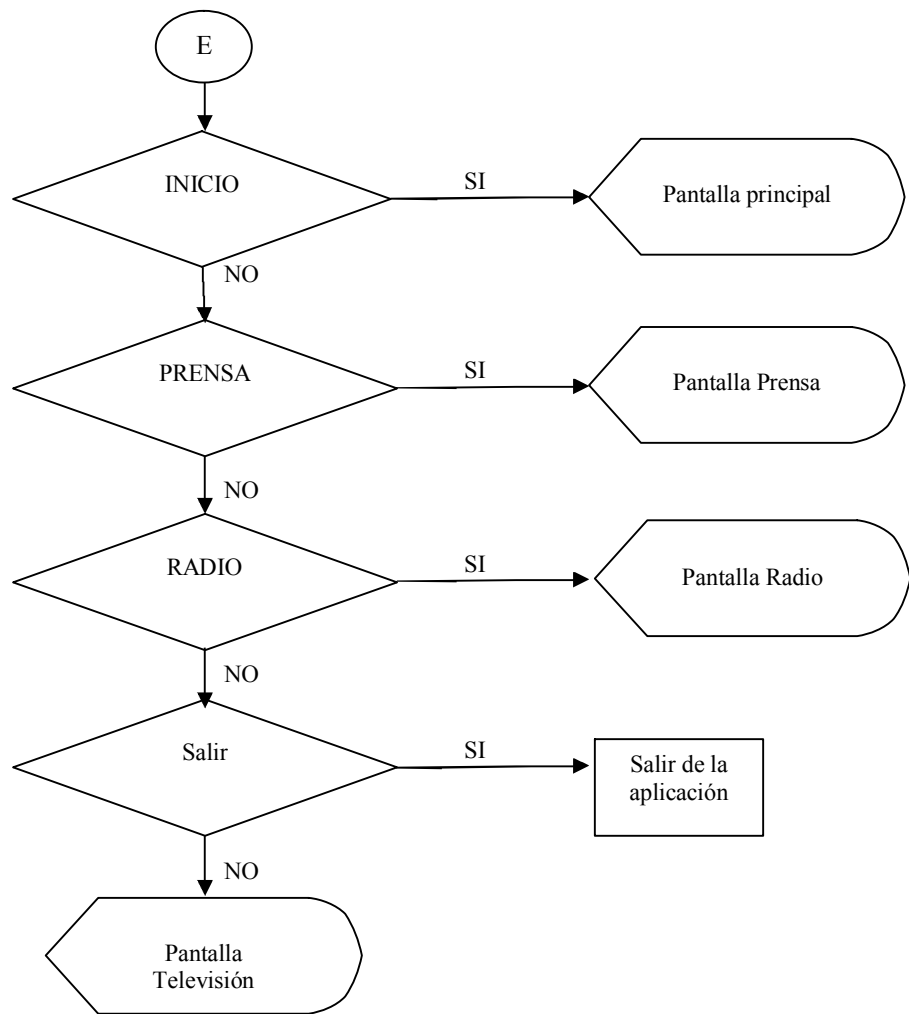 E
INICIO
SI
Pantalla principal
NO
PRENSA
SI
Pantalla Prensa
NO
RADIO
SI
Pantalla Radio
NO
Salir
SI
Salir de la
aplicación
NO
Pantalla
Televisión